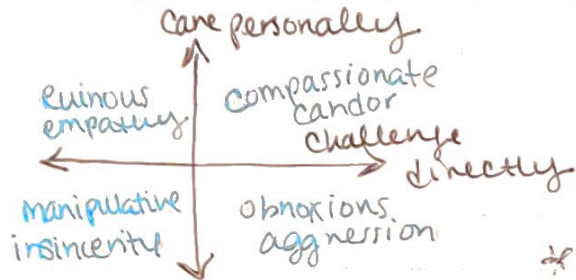 care personally
ruinous
empathy
compassionate
candor
challenge
directly
manipulative
insincerity
obnoxious
aggression